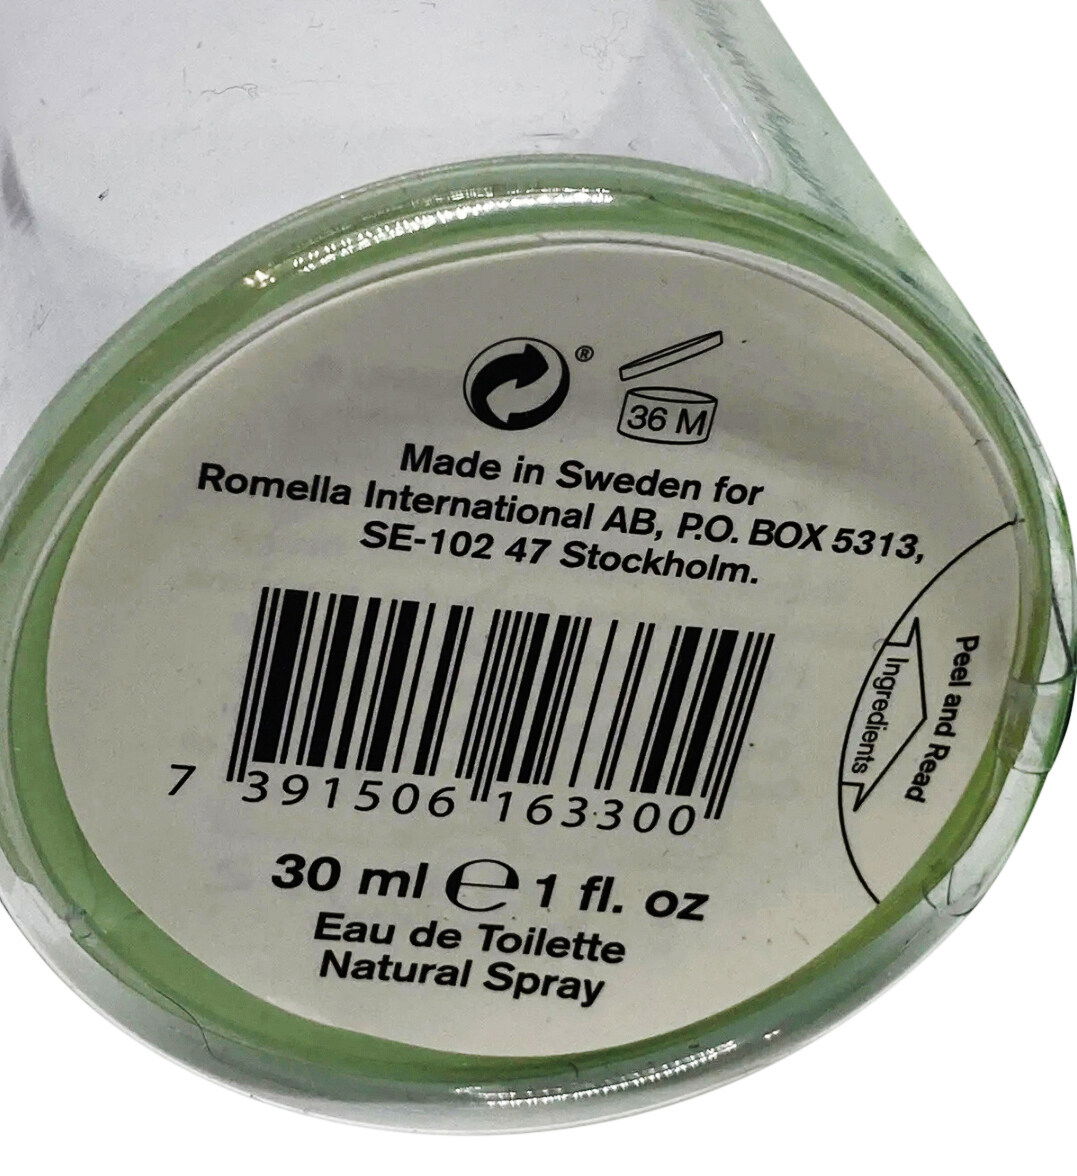 ®
36 M
Made in Sweden for
Romella International AB, P.O. BOX 5313,
SE-102 47 Stockholm.
Peel and Read
Ingredients
7 391506 163300
30 ml ℮ 1 fl. oz
Eau de Toilette
Natural Spray